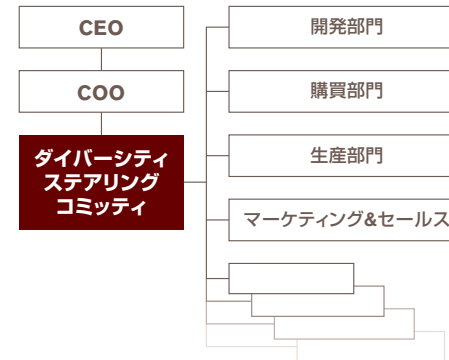 CEO
COO
ダイバーシティ
ステアリング
コミッティ
開発部門
購買部門
生産部門
マーケティング&セールス